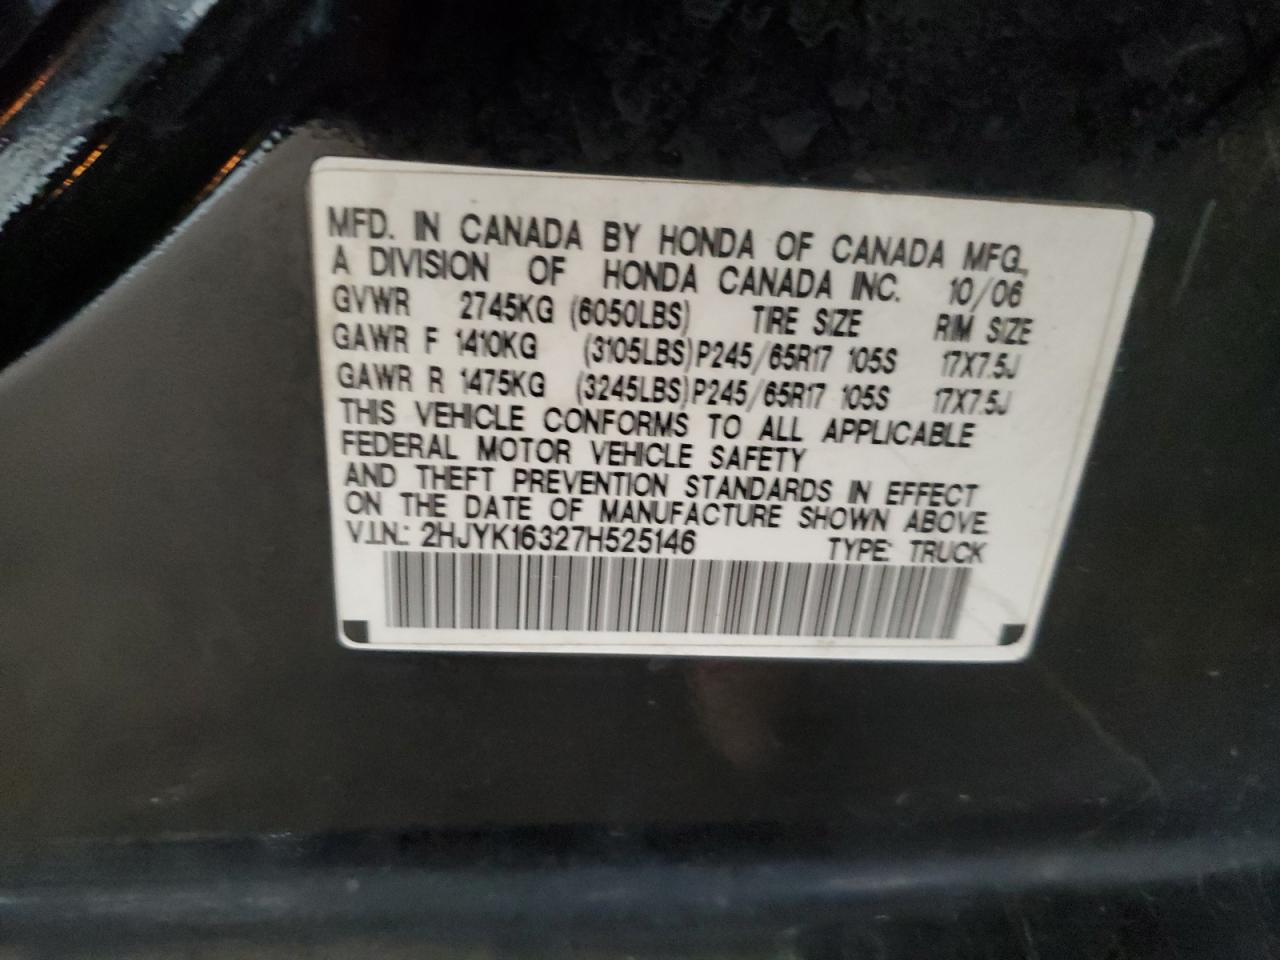 MFD. IN CANADA BY HONDA OF CANADA MFG.,
A DIVISION OF HONDA CANADA INC. 10/06
GVWR 2745KG (6050LBS) TIRE SIZE RIM SIZE
GAWR F 1410KG (3105LBS) P245/65R17 105S 17X7.5J
GAWR R 1475KG (3245LBS) P245/65R17 105S 17X7.5J
THIS VEHICLE CONFORMS TO ALL APPLICABLE
FEDERAL MOTOR VEHICLE SAFETY
AND THEFT PREVENTION STANDARDS IN EFFECT
ON THE DATE OF MANUFACTURE SHOWN ABOVE.
V.I.N.: 2HJYK16327H525146 TYPE: TRUCK